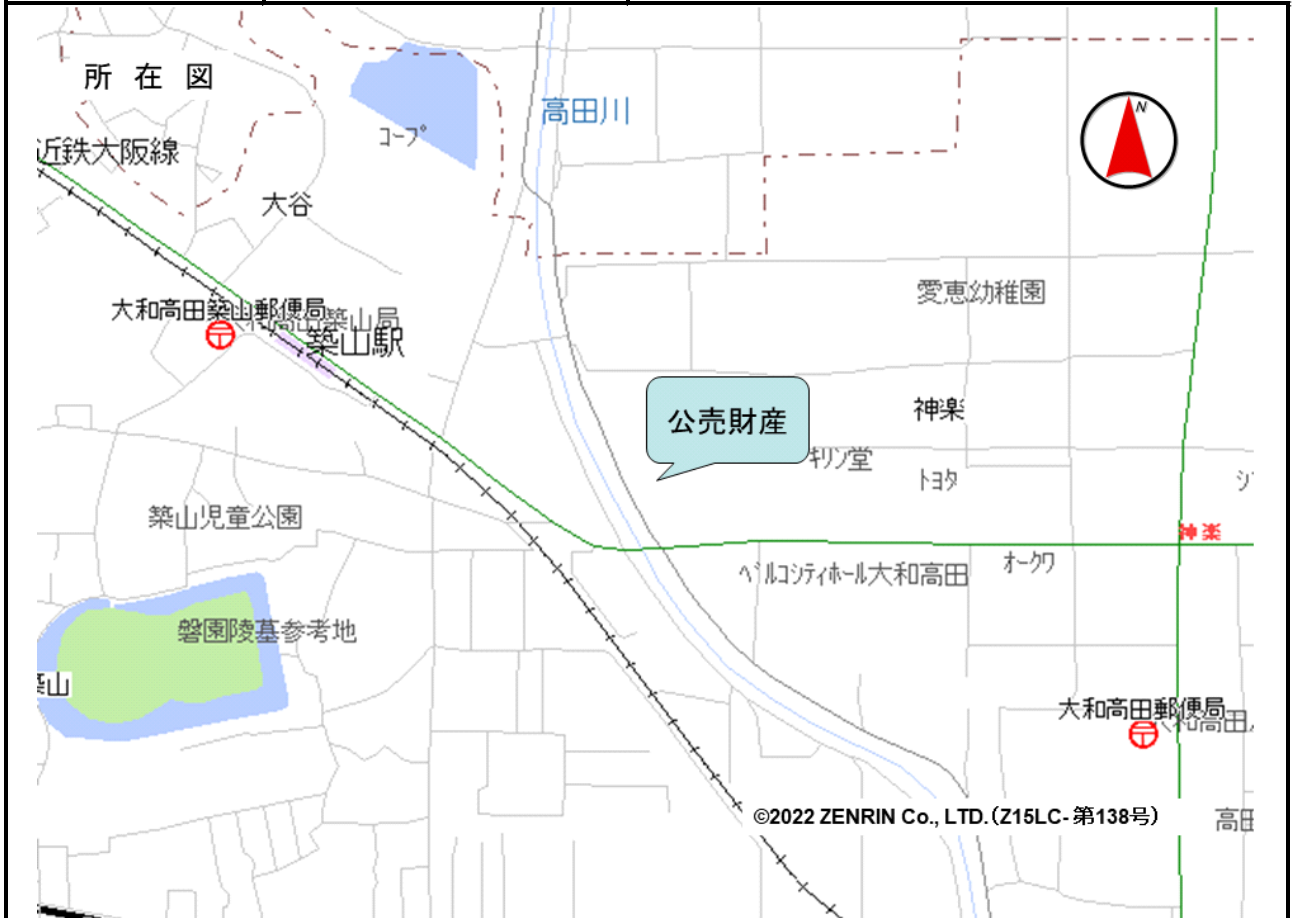 所 在 図
高田川
コープ
N
近鉄大阪線
大谷
愛恵幼稚園
大和高田築山郵便局
築山駅
神楽
公売財産
キリン堂
トヨタ
築山児童公園
神楽
オークワ
ベルコシティホール大和高田
磐園陵墓参考地
築山
大和高田郵便局
©2022 ZENRIN Co., LTD.(Z15LC- 第138号)
高田